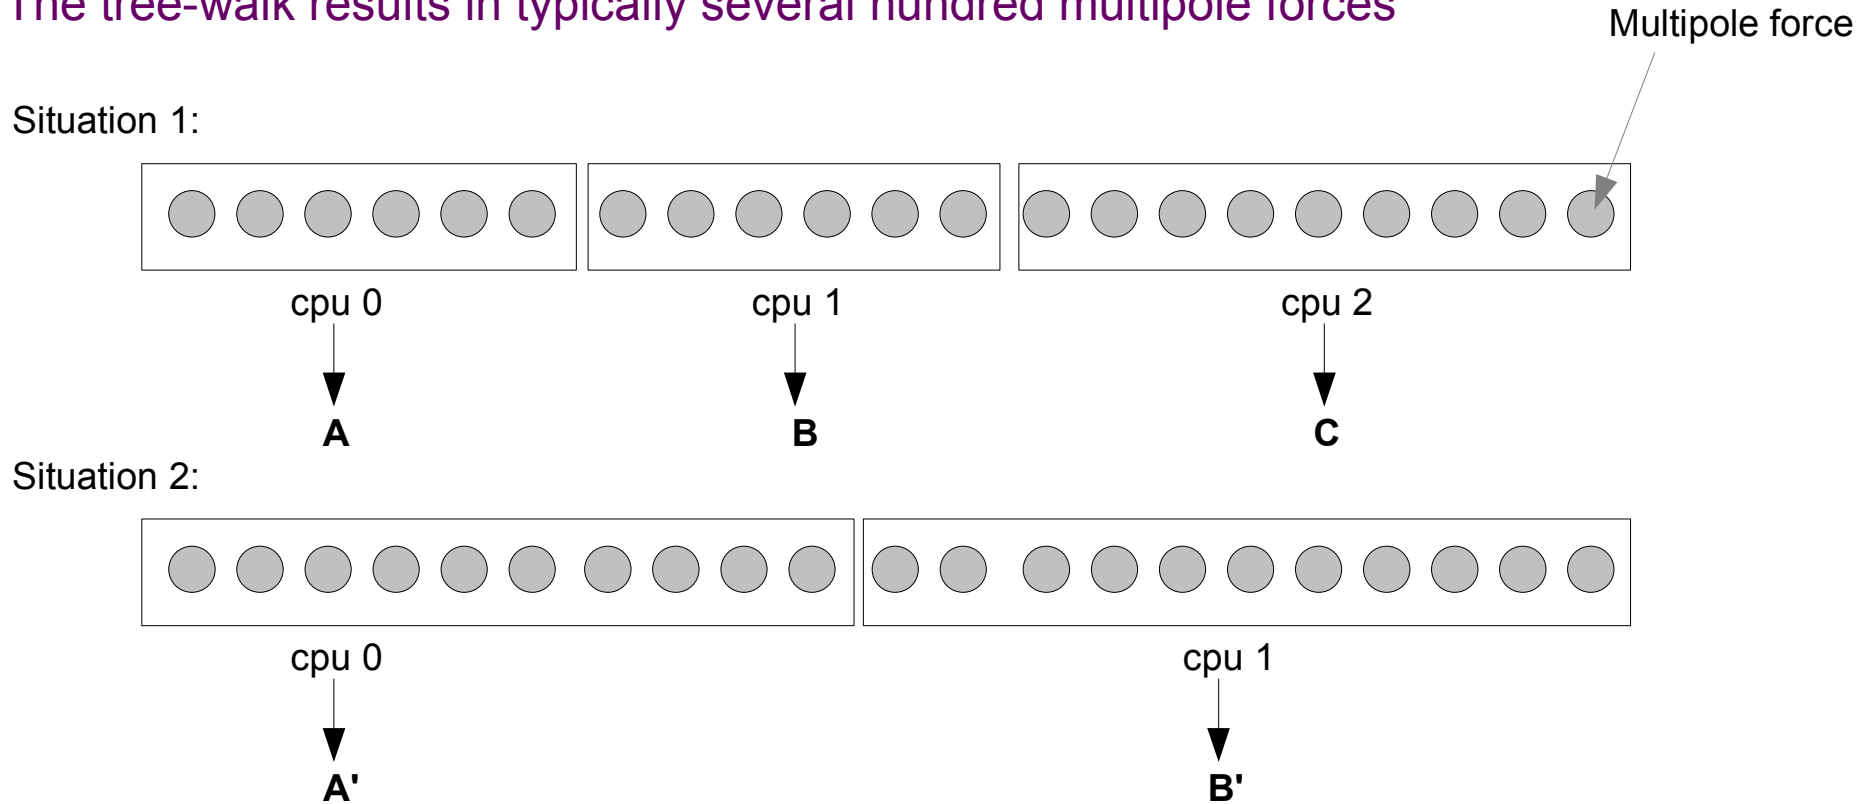 The tree-walk results in typically several hundred multipole forces
Multipole force
Situation 1:
cpu 0
cpu 1
cpu 2
A
B
C
Situation 2:
cpu 0
cpu 1
A'
B'